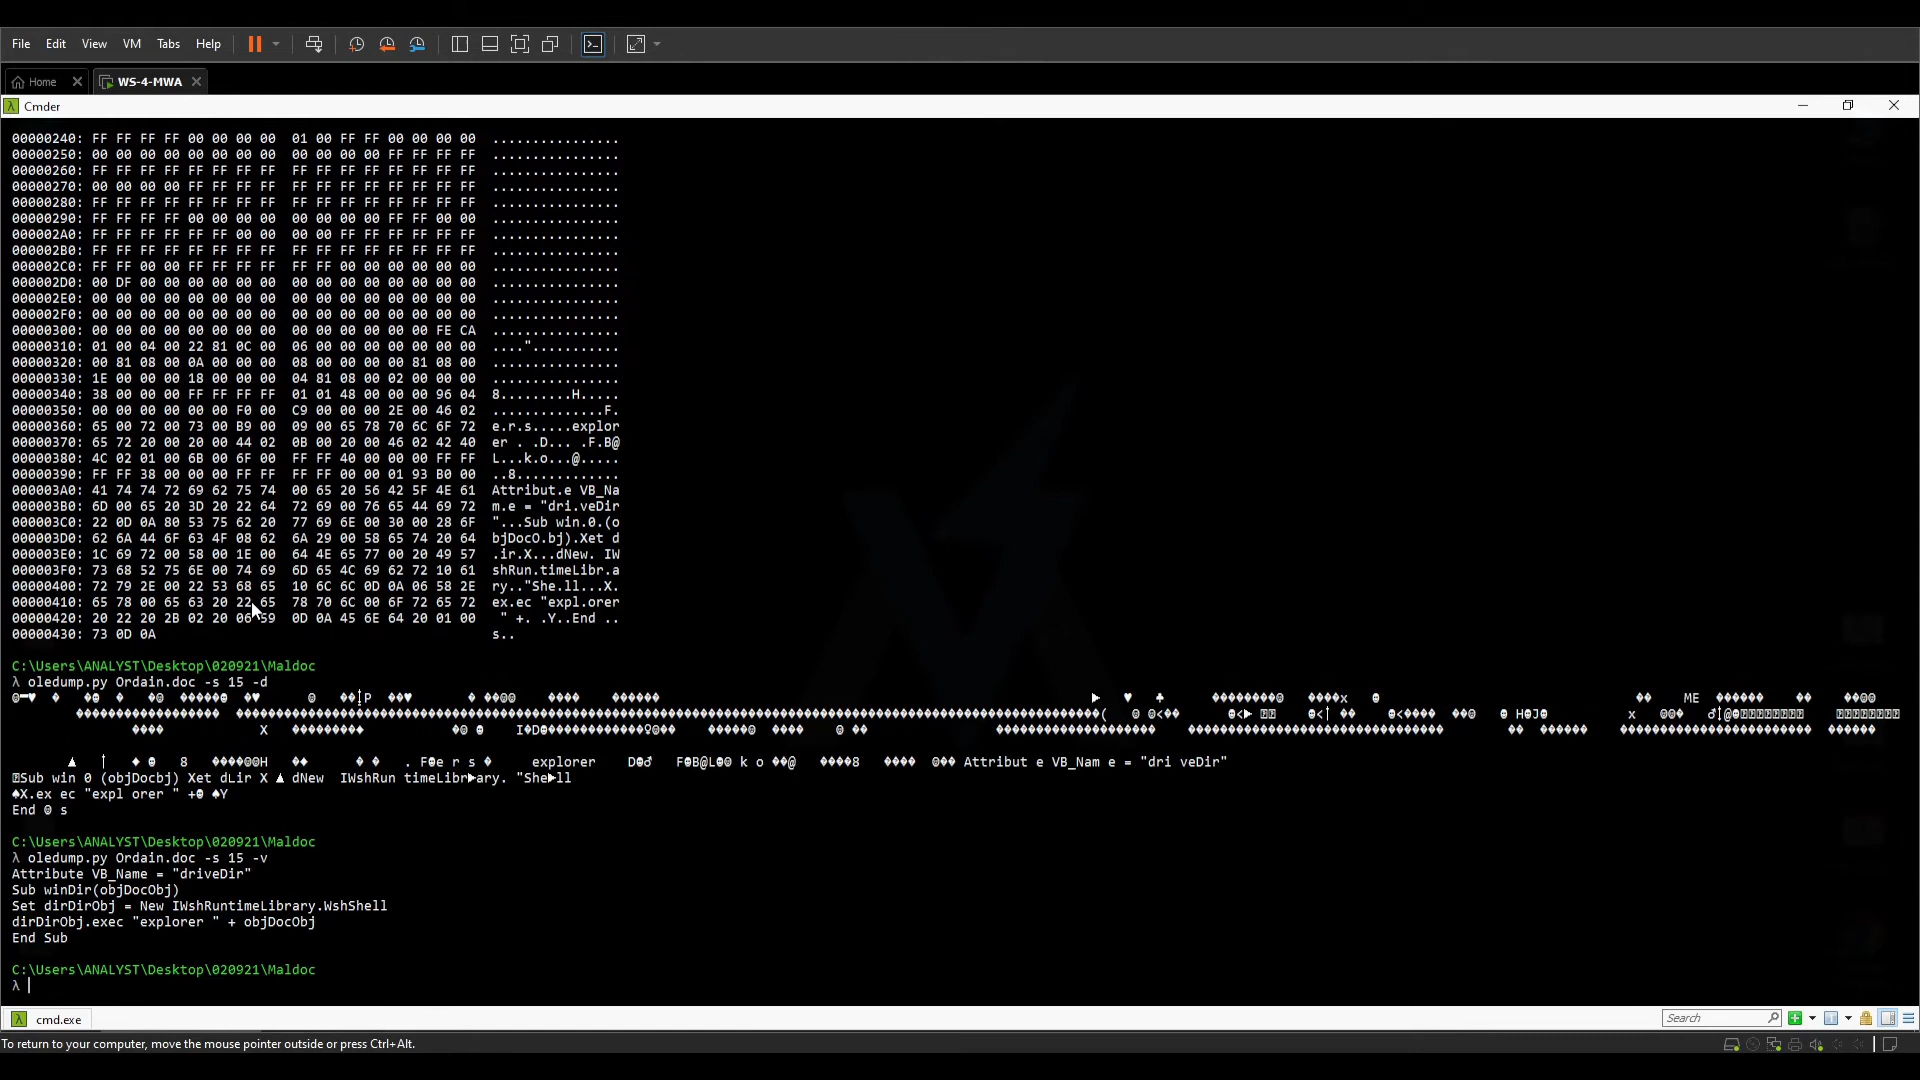 File Edit View VM Tabs Help
Home WS-4-MWA
Cmder
00000240: FF FF FF FF 00 00 00 00 01 00 FF FF 00 00 00 00 ................
00000250: 00 00 00 00 00 00 00 00 00 00 00 00 FF FF FF FF ................
00000260: FF FF FF FF FF FF FF FF FF FF FF FF FF FF FF FF ................
00000270: 00 00 00 00 FF FF FF FF FF FF FF FF FF FF FF FF ................
00000280: FF FF FF FF FF FF FF FF FF FF FF FF FF FF FF FF ................
00000290: FF FF FF FF 00 00 00 00 00 00 00 00 FF FF 00 00 ................
000002A0: FF FF FF FF FF FF 00 00 FF FF FF FF FF FF FF FF ................
000002B0: FF FF FF FF FF FF FF FF FF FF FF FF FF FF FF FF ................
000002C0: FF FF 00 00 FF FF FF FF FF FF 00 00 00 00 00 00 ................
000002D0: 00 DF 00 00 00 00 00 00 00 00 00 00 00 00 00 00 ................
000002E0: 00 00 00 00 00 00 00 00 00 00 00 00 00 00 00 00 ................
000002F0: 00 00 00 00 00 00 00 00 00 00 00 00 00 00 00 00 ................
00000300: 00 00 00 00 00 00 00 00 00 00 00 00 00 00 FE CA ................
00000310: 01 00 04 00 22 81 0C 00 06 00 00 00 00 00 00 00 ...."...........
00000320: 00 81 08 00 0A 00 00 00 08 00 00 00 00 81 08 00 ................
00000330: 1E 00 00 00 18 00 00 00 04 81 08 00 02 00 00 00 ................
00000340: 38 00 00 00 FF FF FF FF 01 01 48 00 00 00 96 04 8.........H.....
00000350: 00 00 00 00 00 00 F0 00 C9 00 00 00 2E 00 46 02 ..............F.
00000360: 65 00 72 00 73 00 B9 00 09 00 65 78 70 6C 6F 72 e.r.s.....explor
00000370: 65 72 20 00 20 00 44 02 0B 00 20 00 46 02 42 40 er . .D... .F.B@
00000380: 4C 02 01 00 6B 00 6F 00 FF FF 40 00 00 00 FF FF L...k.o...@.....
00000390: FF FF 38 00 00 00 FF FF FF FF 00 00 01 93 B0 00 ..8.............
000003A0: 41 74 74 72 69 62 75 74 00 65 20 56 42 5F 4E 61 Attribut.e VB_Na
000003B0: 6D 00 65 20 3D 20 22 64 72 69 00 76 65 44 69 72 m.e = "dri.veDir
000003C0: 22 0D 0A 80 53 75 62 20 77 69 6E 00 30 00 28 6F "...Sub win.0.(o
000003D0: 62 6A 44 6F 63 4F 08 62 6A 29 00 58 65 74 20 64 bjDocO.bj).Xet d
000003E0: 1C 69 72 00 58 00 1E 00 64 4E 65 77 00 20 49 57 .ir.X...dNew. IW
000003F0: 73 68 52 75 6E 00 74 69 6D 65 4C 69 62 72 10 61 shRun.timeLibr.a
00000400: 72 79 2E 00 22 53 68 65 10 6C 6C 0D 0A 06 58 2E ry.."She.ll...X.
00000410: 65 78 00 65 63 20 22 65 78 70 6C 00 6F 72 65 72 ex.ec "expl.orer
00000420: 20 22 20 2B 02 20 06 59 0D 0A 45 6E 64 20 01 00 " +. .Y..End ..
00000430: 73 0D 0A s..
C:\Users\ANALYST\Desktop\020921\Maldoc
λ oledump.py Ordain.doc -s 15 -d
explorer Attribut e VB_Nam e = "dri veDir"
Sub win 0 (objDocbj) Xet dLir X ▲ dNew IWshRun timeLibr►ary. "She►ll
♠X.ex ec "expl orer " +☻ ♠Y
End ☺ s
C:\Users\ANALYST\Desktop\020921\Maldoc
λ oledump.py Ordain.doc -s 15 -v
Attribute VB_Name = "driveDir"
Sub winDir(objDocObj)
Set dirDirObj = New IWshRuntimeLibrary.WshShell
dirDirObj.exec "explorer " + objDocObj
End Sub
C:\Users\ANALYST\Desktop\020921\Maldoc
λ
cmd.exe Search
To return to your computer, move the mouse pointer outside or press Ctrl+Alt.